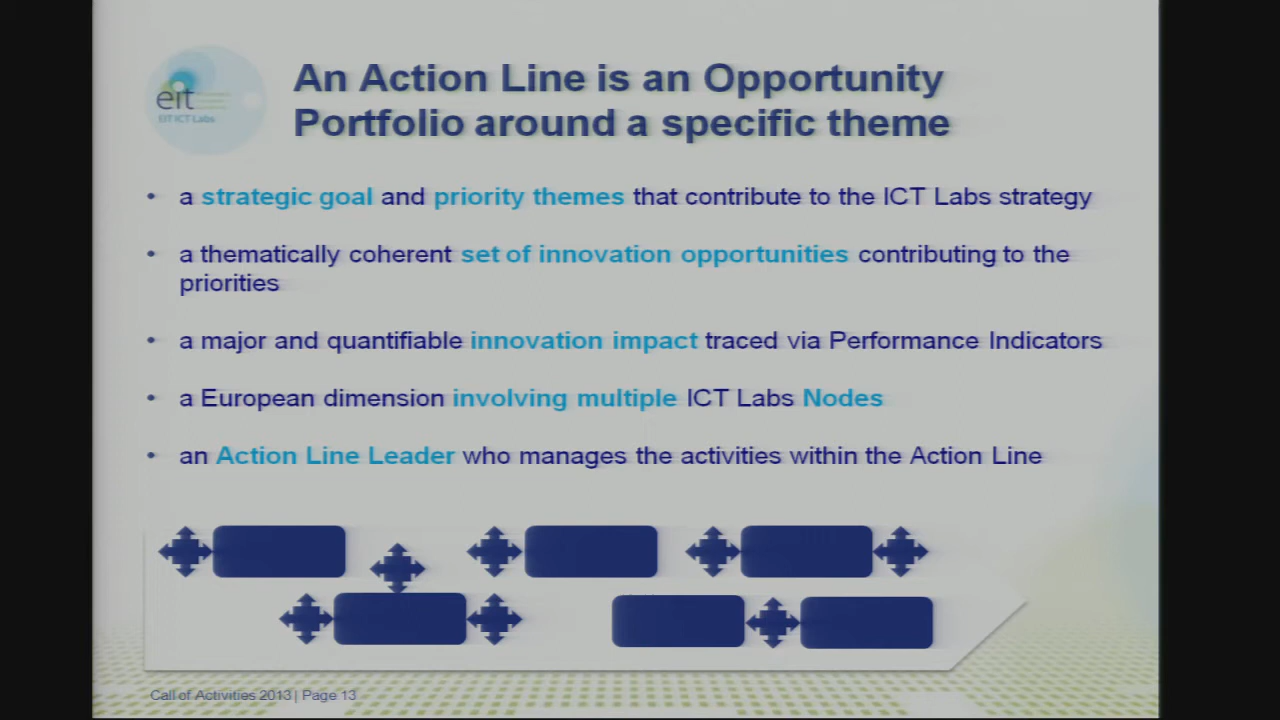 eit
EIT ICT Labs
An Action Line is an Opportunity
Portfolio around a specific theme
• a strategic goal and priority themes that contribute to the ICT Labs strategy
• a thematically coherent set of innovation opportunities contributing to the
priorities
• a major and quantifiable innovation impact traced via Performance Indicators
• a European dimension involving multiple ICT Labs Nodes
• an Action Line Leader who manages the activities within the Action Line
Call of Activities 2013 | Page 13